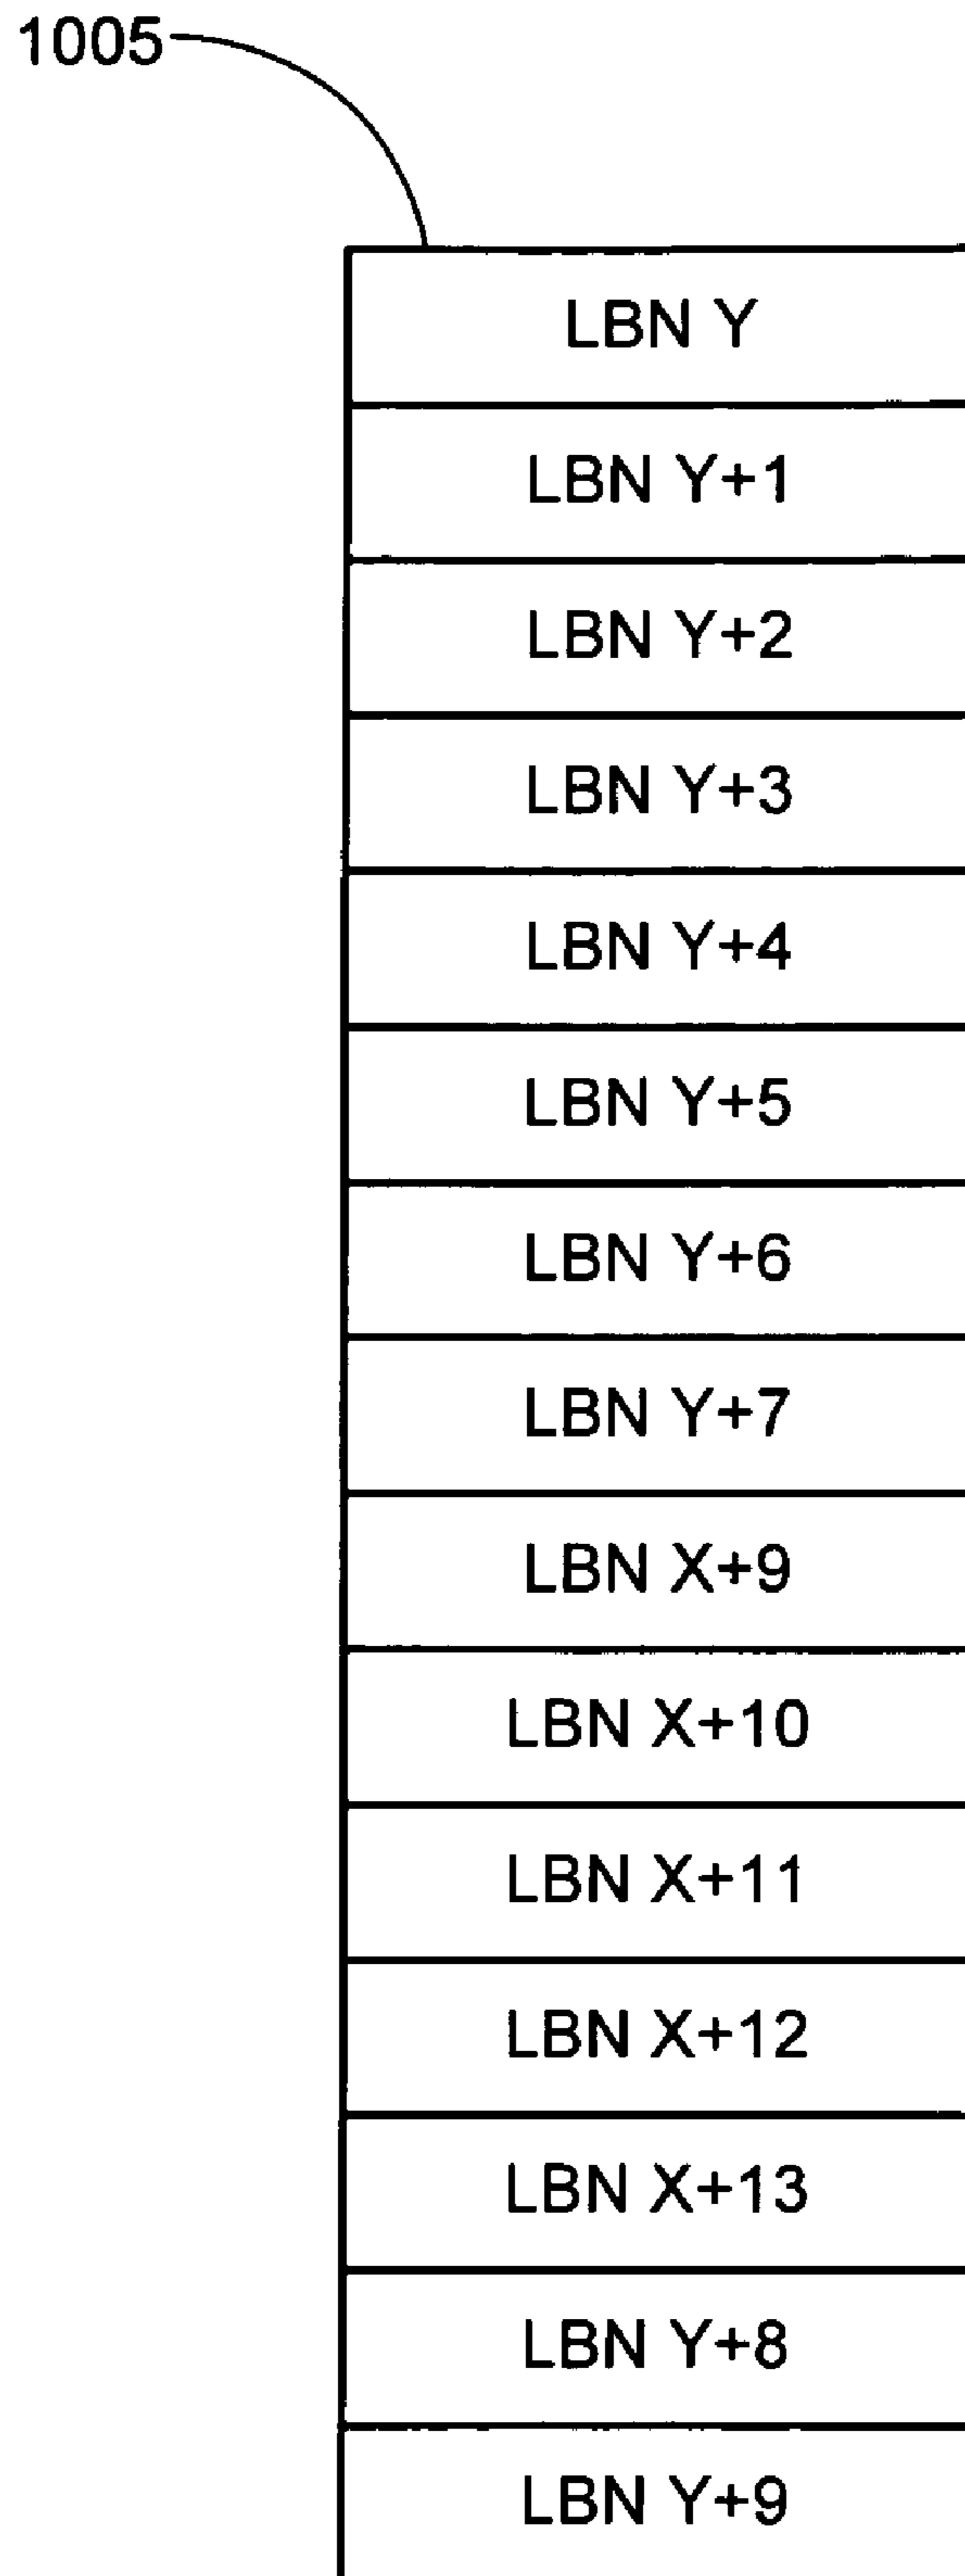 1005
LBN Y
LBN Y+1
LBN Y+2
LBN Y+3
LBN Y+4
LBN Y+5
LBN Y+6
LBN Y+7
LBN X+9
LBN X+10
LBN X+11
LBN X+12
LBN X+13
LBN Y+8
LBN Y+9